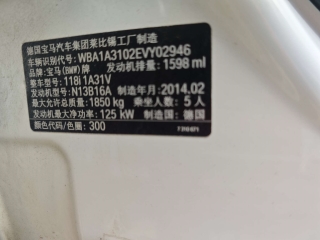 德国宝马汽车集团莱比锡工厂制造
车辆识别代号:WBA1A3102EVY02946
品牌:宝马(BMW)牌 发动机排量:1598 ml
整车型号:118i 1A31V
发动机型号:N13B16A 制造年月:2014.02
最大允许总质量:1850 kg 乘坐人数:5 人
发动机最大净功率:125 kW 制造国:德国
颜色代码/色图:300